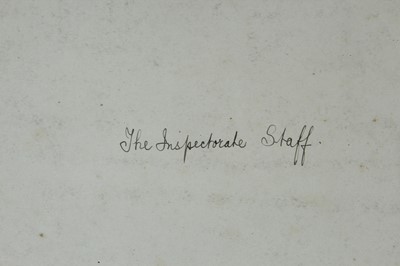 The Inspectorate Staff.